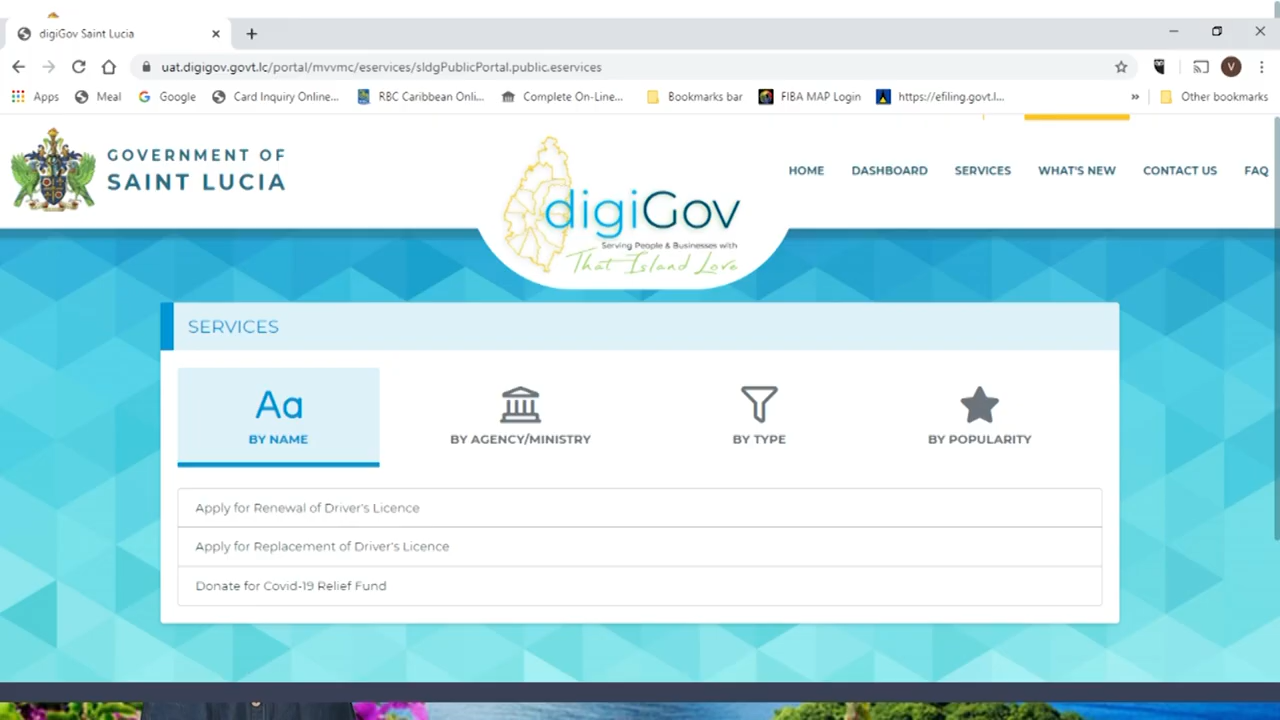 digiGov Saint Lucia
uat.digigov.govt.lc/portal/mvvmc/eservices/sldgPublicPortal.public.eservices
V
Apps Meal Google Card Inquiry Online... RBC Caribbean Onli... Complete On-Line... Bookmarks bar FIBA MAP Login https://efiling.govt.l... » Other bookmarks
GOVERNMENT OF
SAINT LUCIA
digiGov
Serving People & Businesses with
That Island Love
HOME DASHBOARD SERVICES WHAT'S NEW CONTACT US FAQ
SERVICES
Aa
BY NAME BY AGENCY/MINISTRY BY TYPE BY POPULARITY
Apply for Renewal of Driver's Licence
Apply for Replacement of Driver's Licence
Donate for Covid-19 Relief Fund